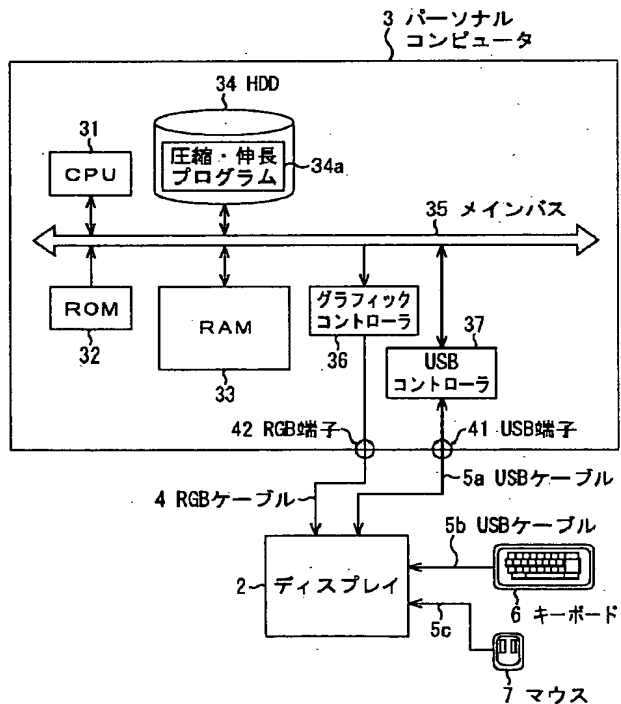 3 パーソナル
コンピュータ
34 HDD
31
CPU
圧縮・伸長
プログラム
34a
35 メインバス
ROM
32
RAM
33
グラフィック
コントローラ
36
37
USB
コントローラ
42 RGB端子
41 USB端子
5a USBケーブル
4 RGBケーブル
5b USBケーブル
2
ディスプレイ
5c
6 キーボード
7 マウス